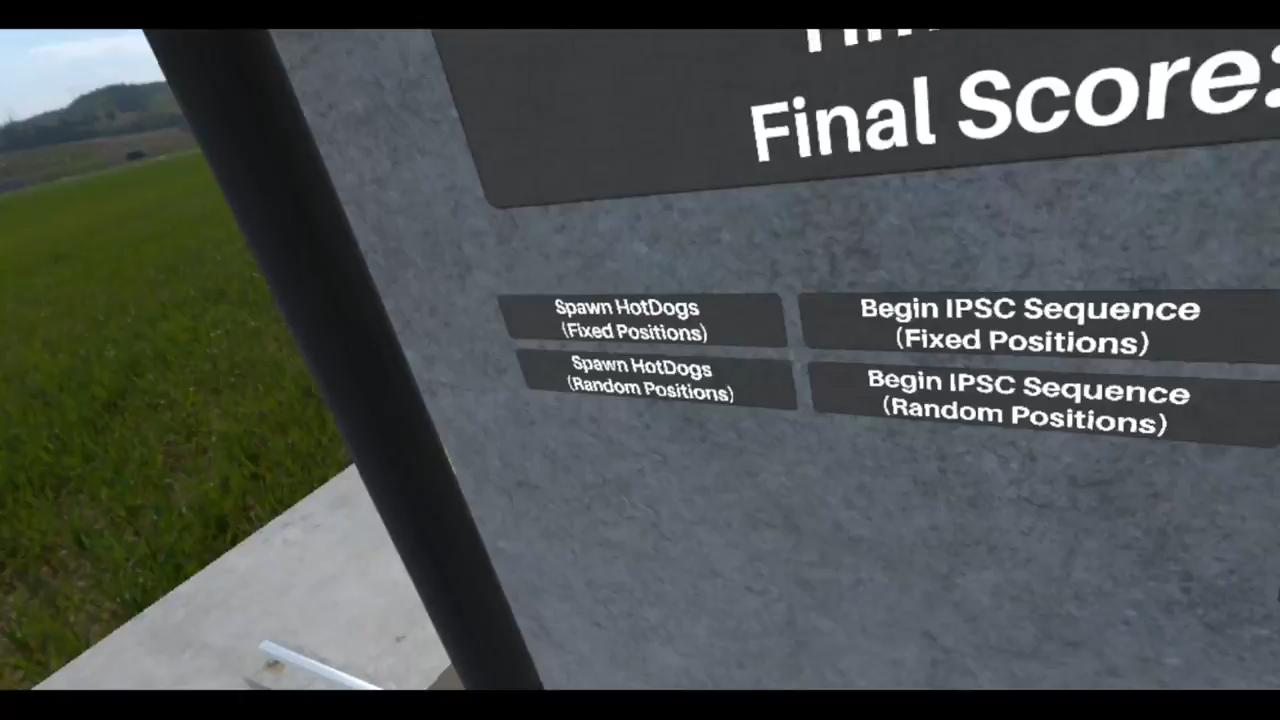 Final Score:
Spawn HotDogs
(Fixed Positions)
Begin IPSC Sequence
(Fixed Positions)
Spawn HotDogs
(Random Positions)
Begin IPSC Sequence
(Random Positions)